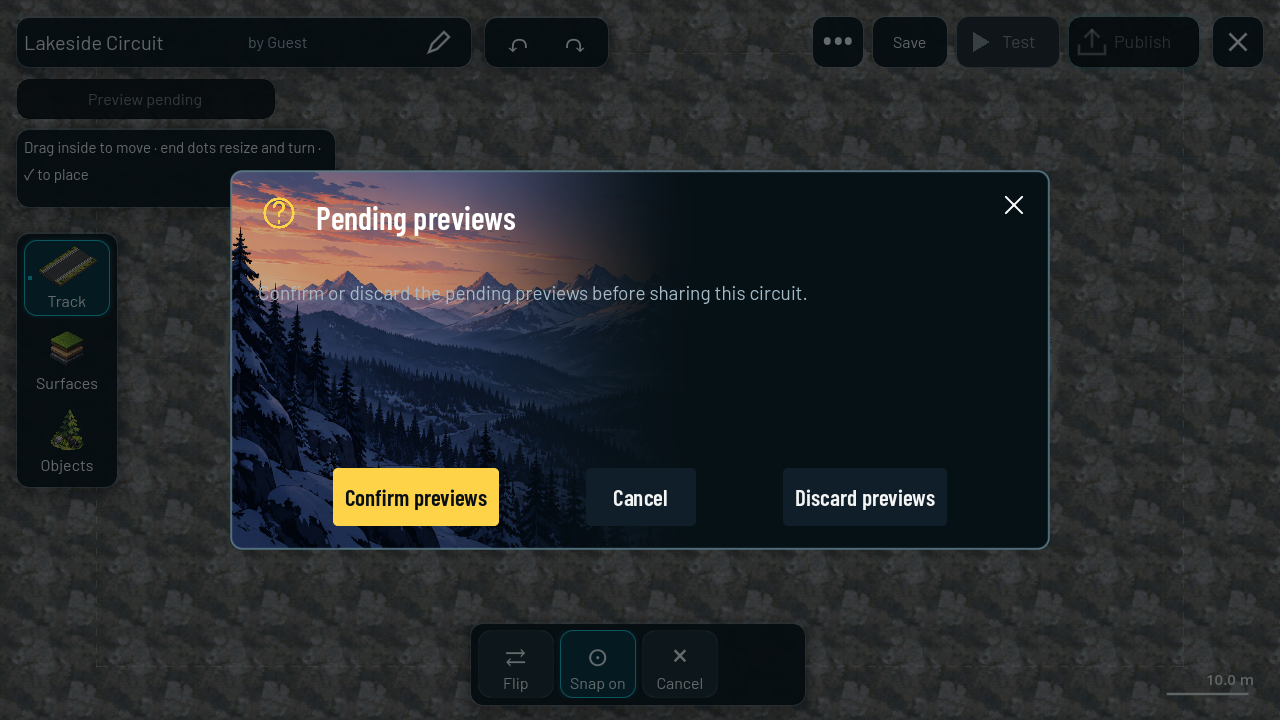 Lakeside Circuit
by Guest
Save
Test
Publish
Preview pending
Drag inside to move · end dots resize and turn ·
✓ to place
Pending previews
Confirm or discard the pending previews before sharing this circuit.
Track
Surfaces
Objects
Confirm previews
Cancel
Discard previews
Flip
Snap on
Cancel
10.0 m